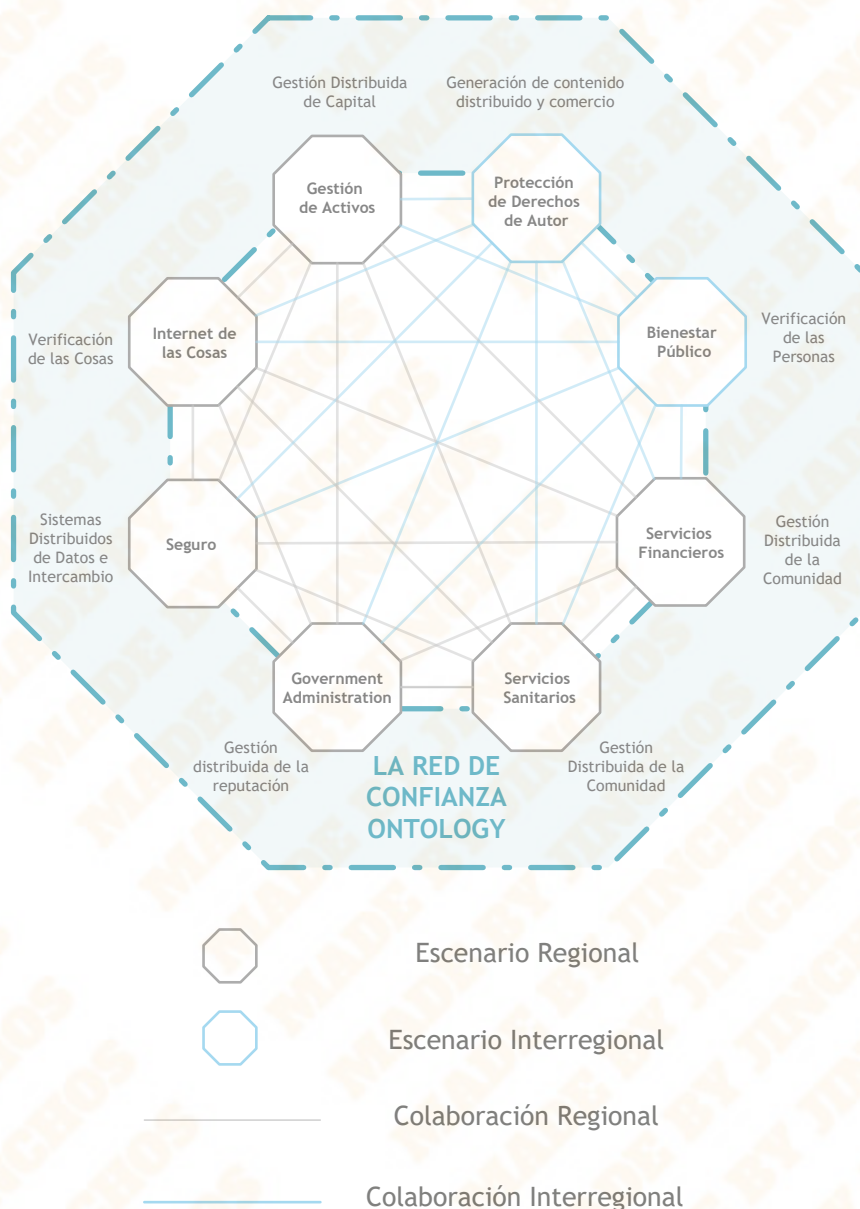 Gestión Distribuida
de Capital
Generación de contenido
distribuido y comercio
Gestión
de Activos
Protección
de Derechos
de Autor
Verificación
de las Cosas
Internet de
las Cosas
Bienestar
Público
Verificación
de las
Personas
Sistemas
Distribuidos
de Datos e
Intercambio
Seguro
Servicios
Financieros
Gestión
Distribuida
de la
Comunidad
Government
Administration
Servicios
Sanitarios
Gestión
distribuida de la
reputación
LA RED DE
CONFIANZA
ONTOLOGY
Gestión
Distribuida de la
Comunidad
Escenario Regional
Escenario Interregional
Colaboración Regional
Colaboración Interregional
MADE BY JINCHOS